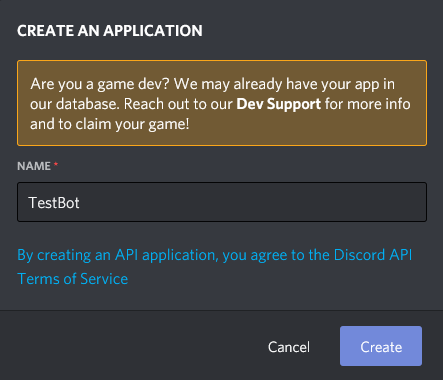 CREATE AN APPLICATION
Are you a game dev? We may already have your app in
our database. Reach out to our Dev Support for more info
and to claim your game!
NAME *
TestBot
By creating an API application, you agree to the Discord API
Terms of Service
Cancel
Create